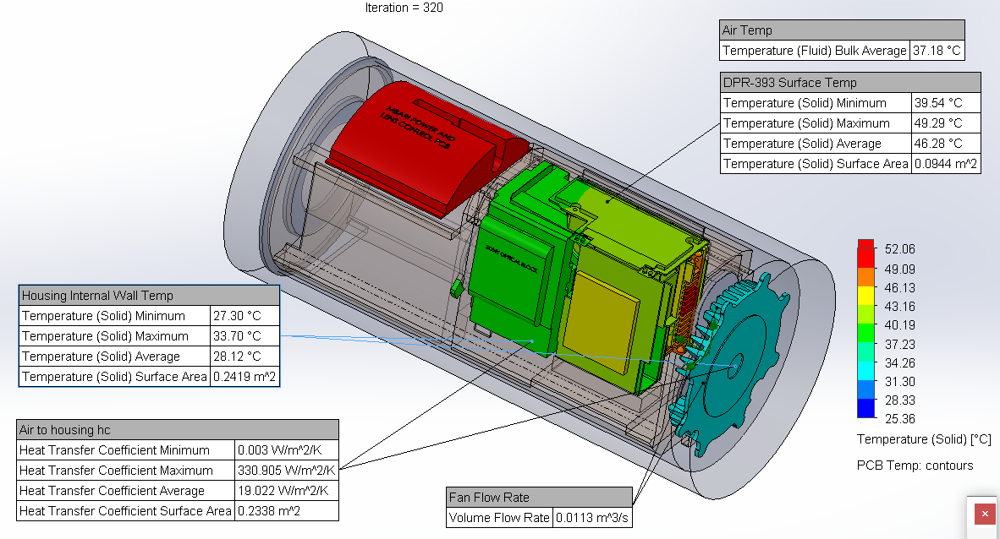 Iteration = 320
Air Temp
Temperature (Fluid) Bulk Average 37.18 °C
DPR-393 Surface Temp
Temperature (Solid) Minimum 39.54 °C
Temperature (Solid) Maximum 49.29 °C
Temperature (Solid) Average 46.28 °C
Temperature (Solid) Surface Area 0.0944 m^2
MBARI POWER AND
LENS CONTROL PCB
SONY OPTICAL BLOCK
Housing Internal Wall Temp
Temperature (Solid) Minimum 27.30 °C
Temperature (Solid) Maximum 33.70 °C
Temperature (Solid) Average 28.12 °C
Temperature (Solid) Surface Area 0.2419 m^2
52.06
49.09
46.13
43.16
40.19
37.23
34.26
31.30
28.33
25.36
Temperature (Solid) [°C]
PCB Temp: contours
Air to housing hc
Heat Transfer Coefficient Minimum 0.003 W/m^2/K
Heat Transfer Coefficient Maximum 330.905 W/m^2/K
Heat Transfer Coefficient Average 19.022 W/m^2/K
Heat Transfer Coefficient Surface Area 0.2338 m^2
Fan Flow Rate
Volume Flow Rate 0.0113 m^3/s